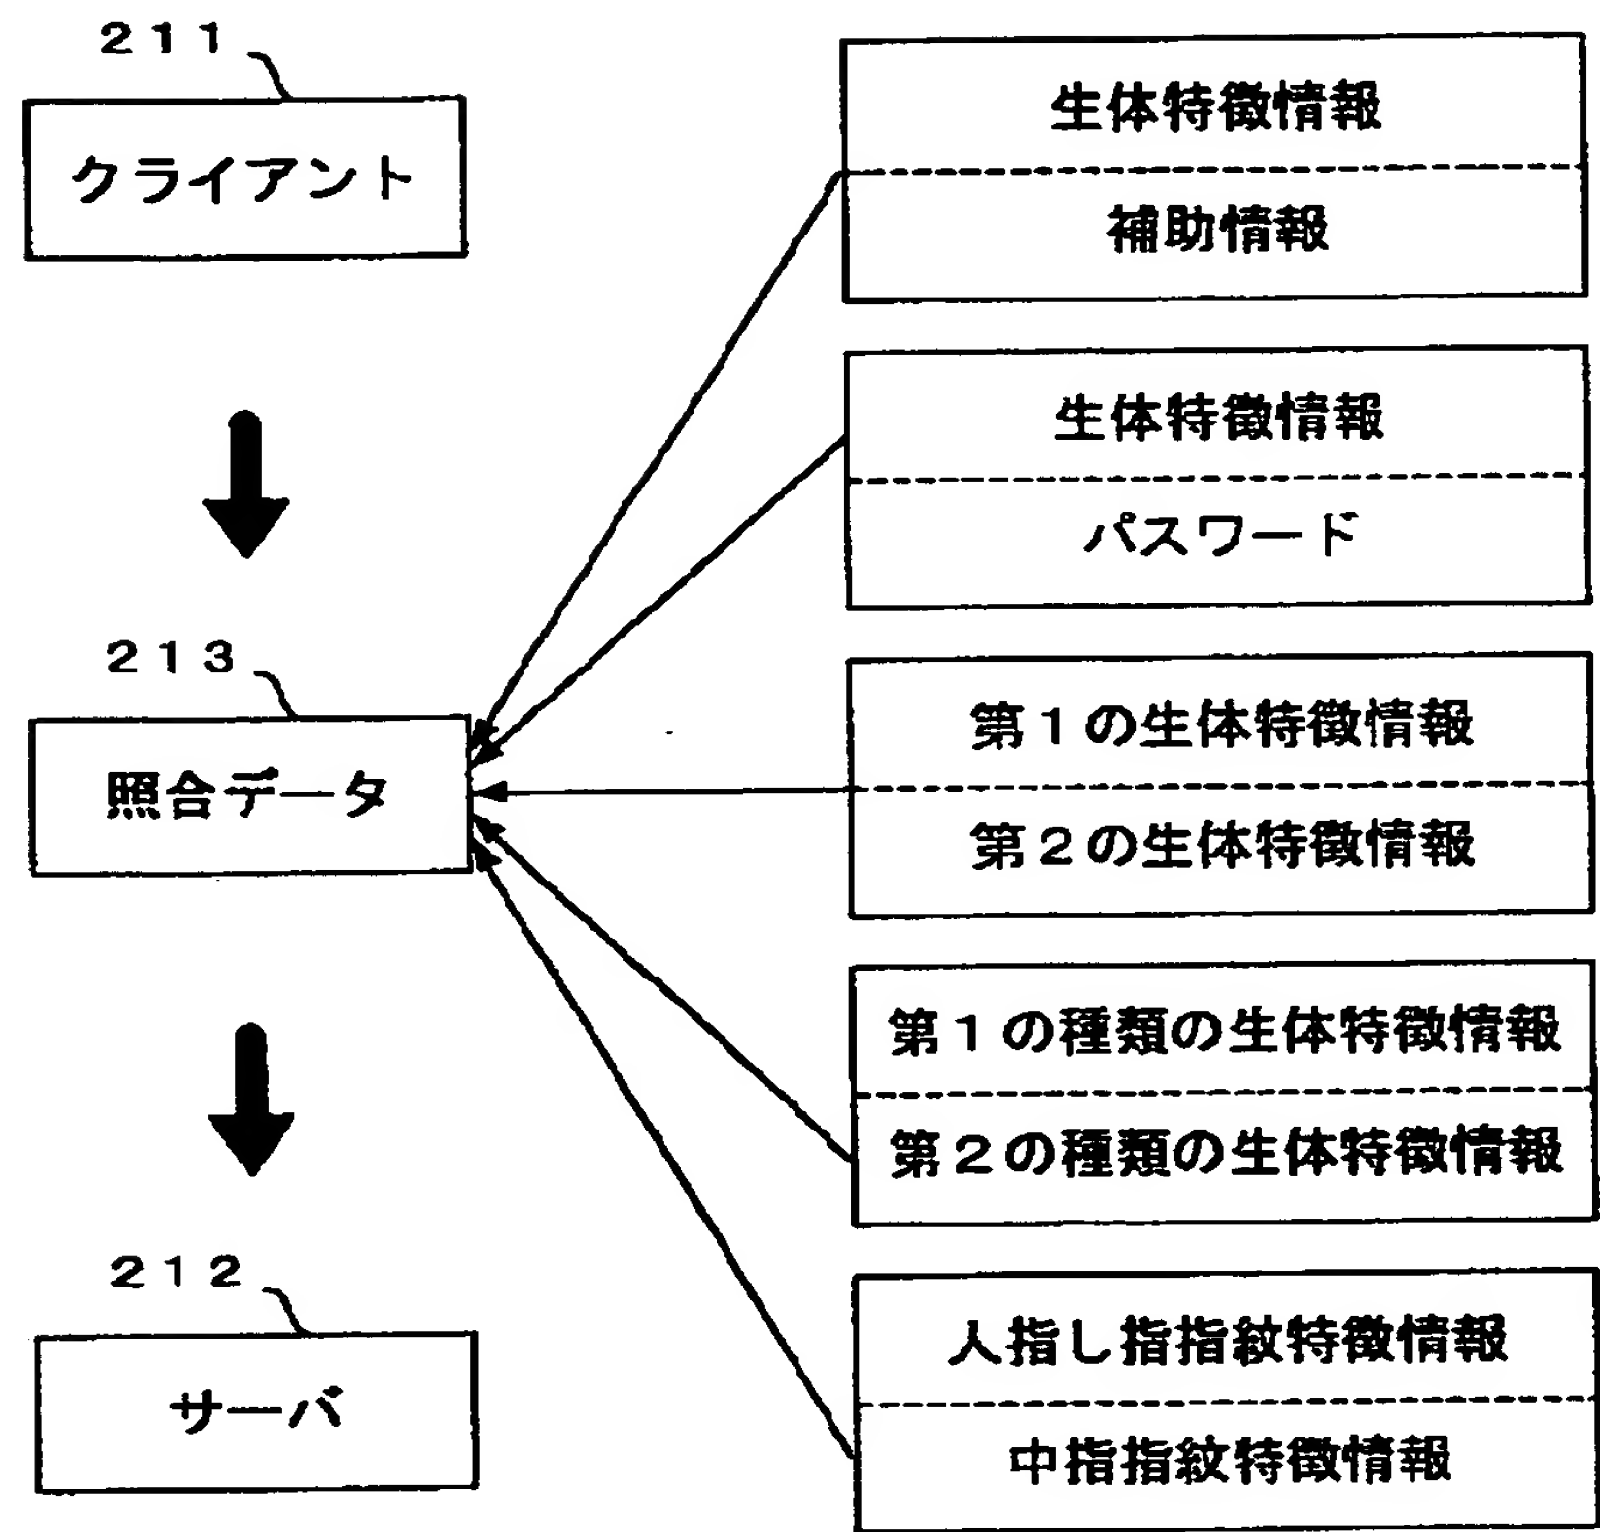 ２１１
クライアント
２１３
照合データ
２１２
サーバ
生体特徴情報
補助情報
生体特徴情報
パスワード
第１の生体特徴情報
第２の生体特徴情報
第１の種類の生体特徴情報
第２の種類の生体特徴情報
人指し指指紋特徴情報
中指指紋特徴情報